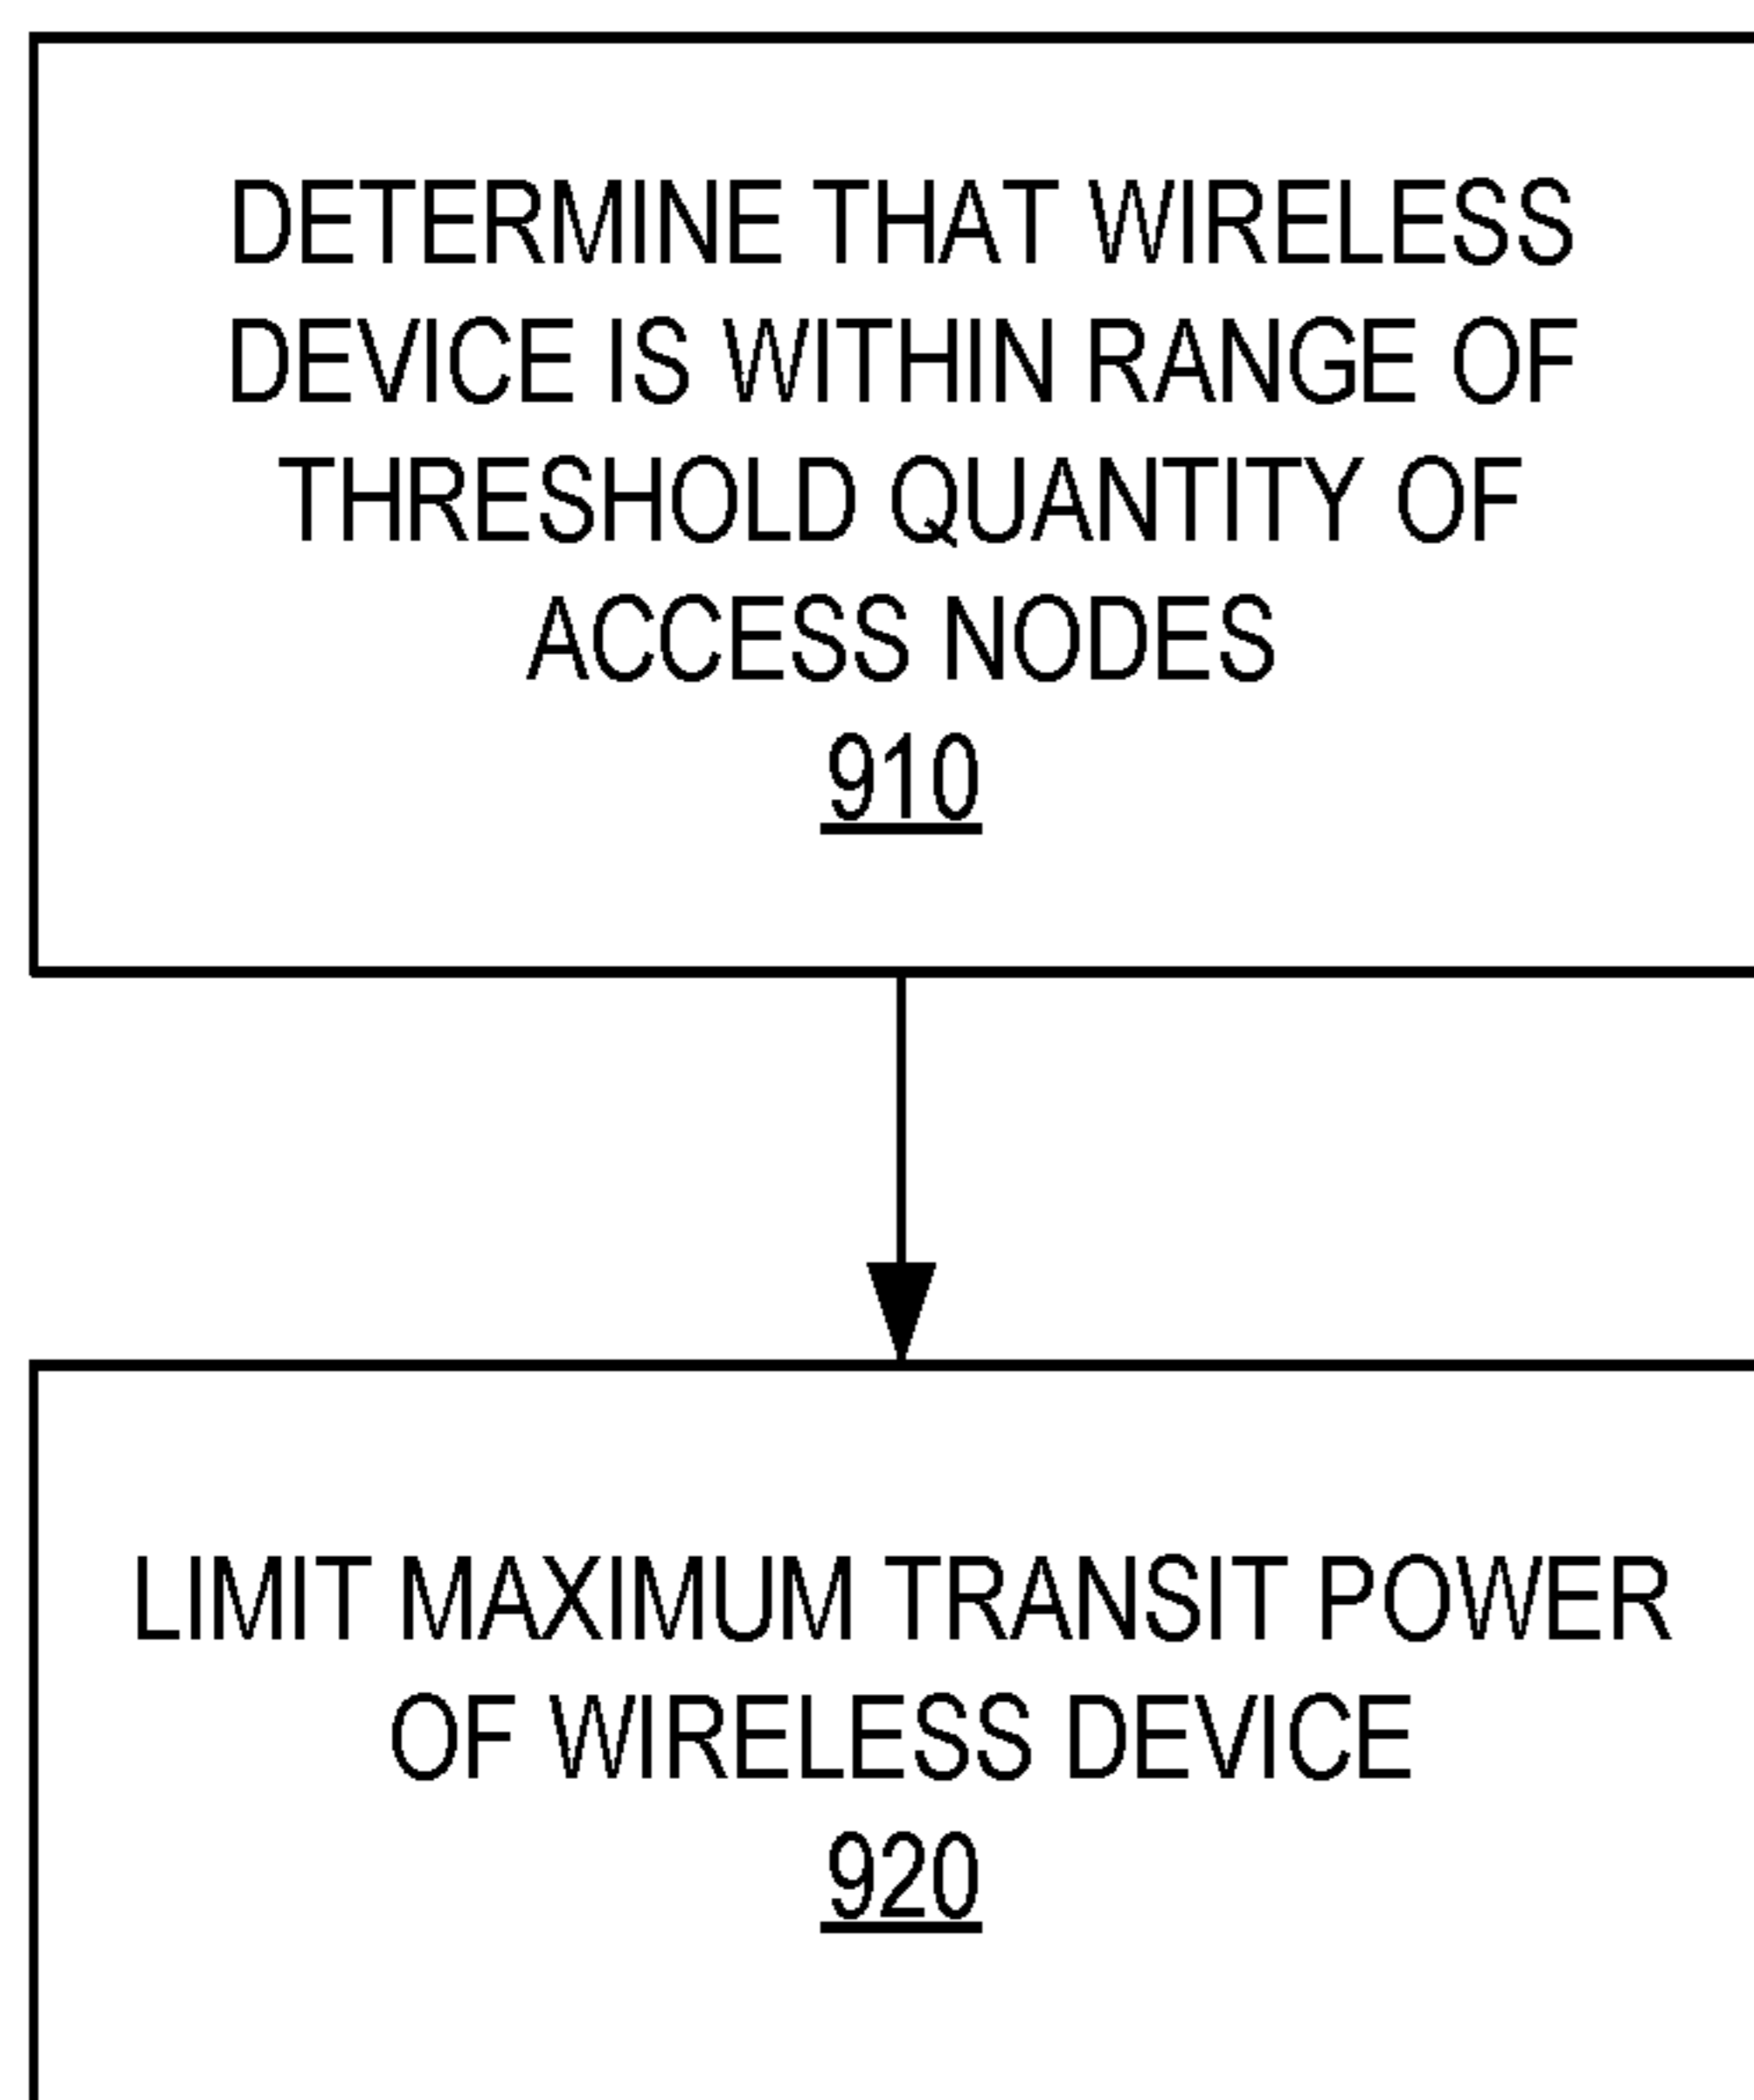 DETERMINE THAT WIRELESS
DEVICE IS WITHIN RANGE OF
THRESHOLD QUANTITY OF
ACCESS NODES
910
LIMIT MAXIMUM TRANSIT POWER
OF WIRELESS DEVICE
920